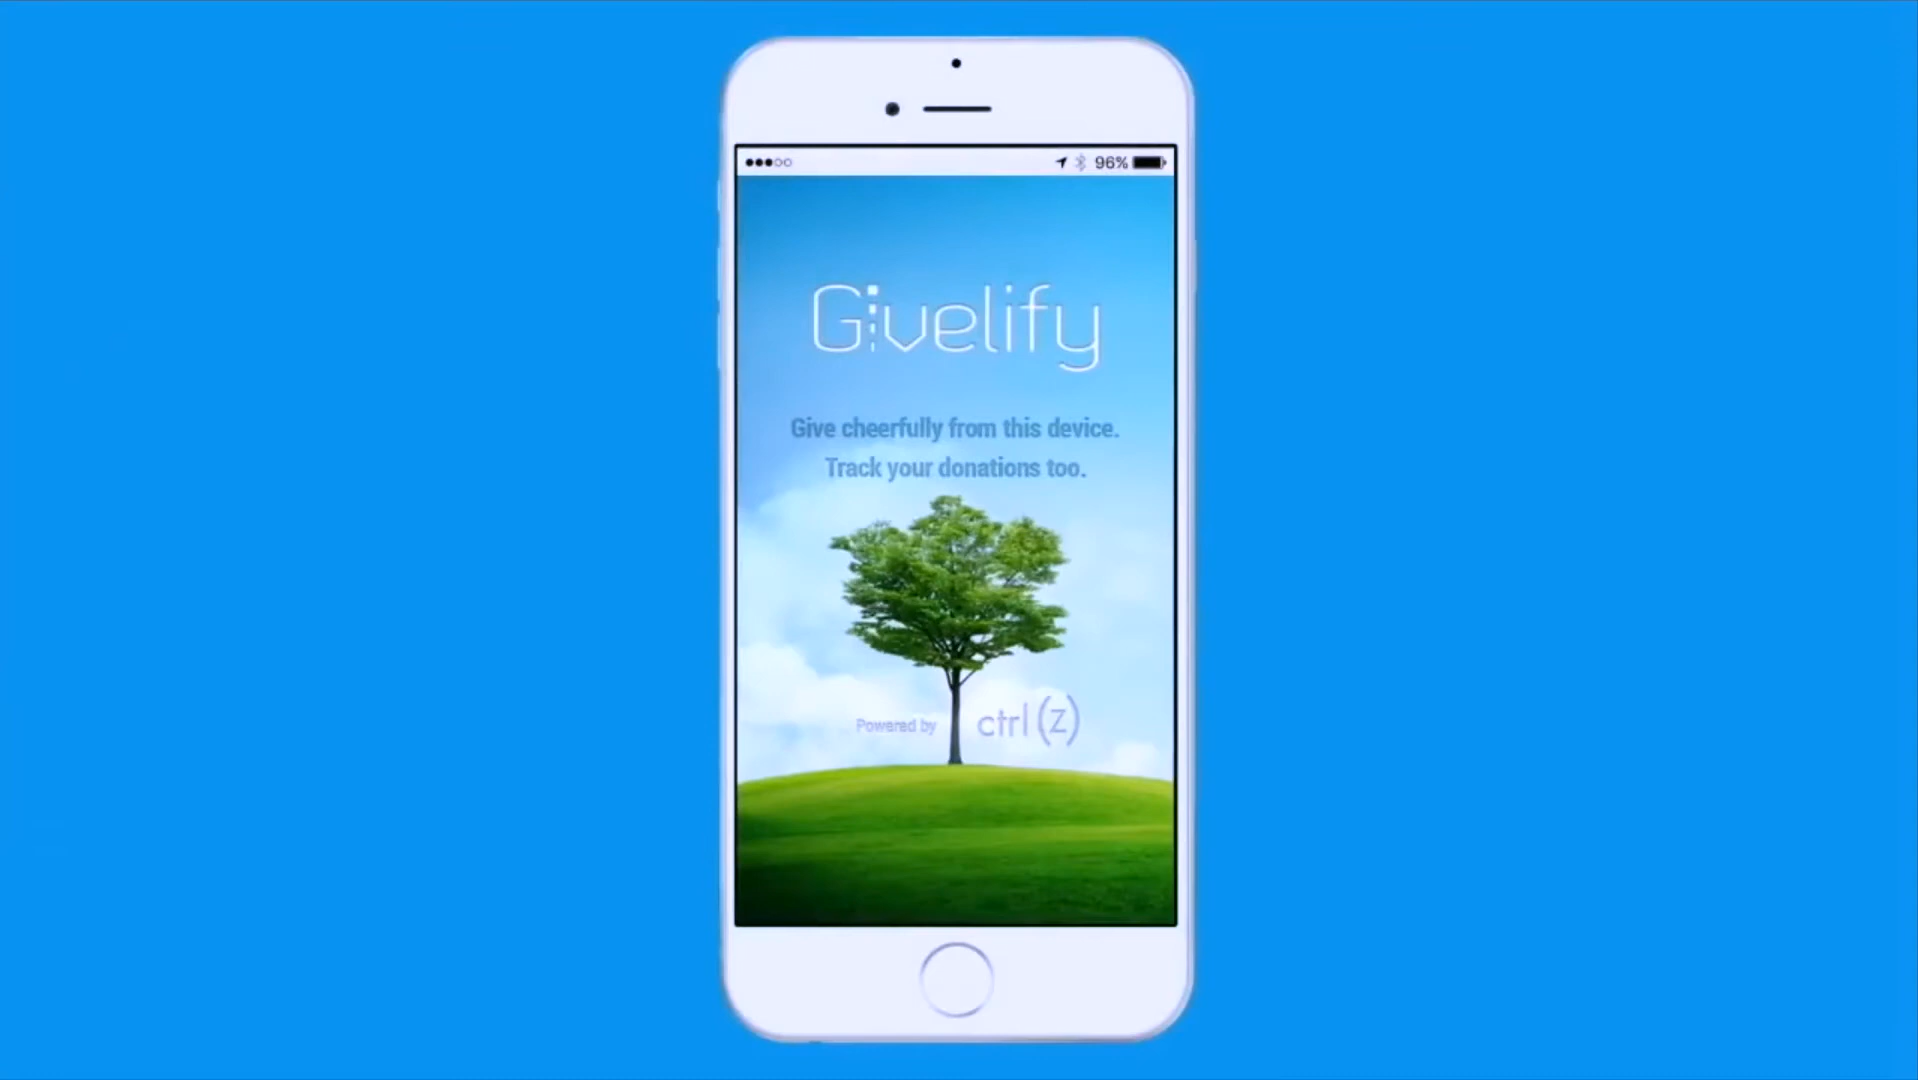 96%
Givelify
Give cheerfully from this device.
Track your donations too.
Powered by ctrl(z)